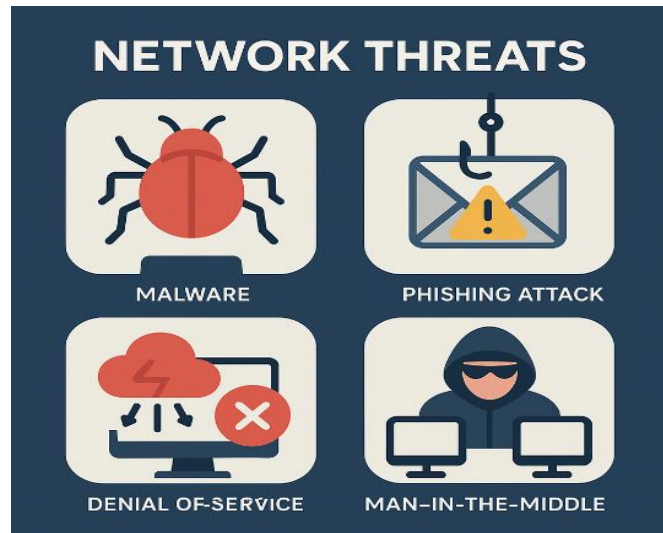 NETWORK THREATS
MALWARE
PHISHING ATTACK
DENIAL OF-SERVICE
MAN-IN-THE-MIDDLE